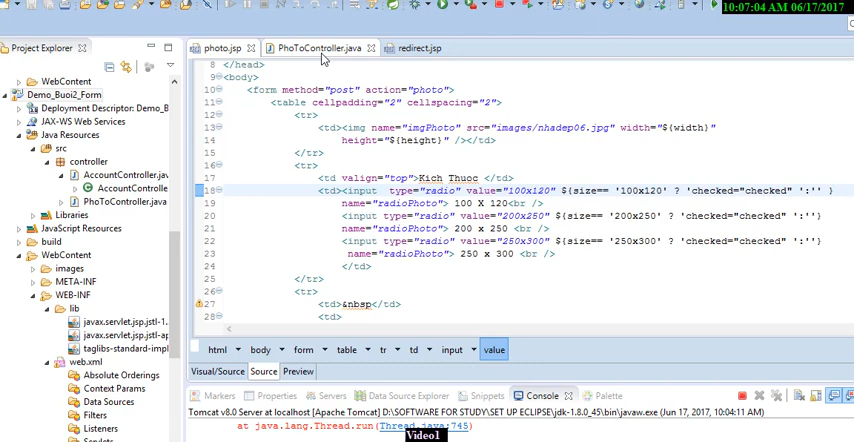 10:07:04 AM 06/17/2017
Project Explorer
photo.jsp
PhoToController.java
redirect.jsp
WebContent
Demo_Buoi2_Form
Deployment Descriptor: Demo_B
JAX-WS Web Services
Java Resources
src
controller
AccountController.jav
AccountControlle
PhoToController.java
Libraries
JavaScript Resources
build
WebContent
images
META-INF
WEB-INF
lib
javax.servlet.jsp.jstl-1.
javax.servlet.jsp.jstl-ap
taglibs-standard-impl
web.xml
Absolute Orderings
Context Params
Data Sources
Filters
Listeners
8 </head>
9 <body>
10 <form method="post" action="photo">
11 <table cellpadding="2" cellspacing="2">
12 <tr>
13 <td><img name="imgPhoto" src="images/nhadep06.jpg" width="${width}"
14 height="${height}" /></td>
15 </tr>
16 <tr>
17 <td valign="top">Kich Thuoc </td>
18 <td><input type="radio" value="100x120" ${size== '100x120' ? 'checked="checked" ':'' }
19 name="radioPhoto"> 100 X 120<br />
20 <input type="radio" value="200x250" ${size== '200x250' ? 'checked="checked" ':''}
21 name="radioPhoto"> 200 x 250 <br />
22 <input type="radio" value="250x300" ${size== '250x300' ? 'checked="checked" ':''}
23 name="radioPhoto"> 250 x 300 <br />
24 </td>
25 </tr>
26 <tr>
27 <td>&nbsp</td>
28 <td>
html body form table tr td input value
Visual/Source Source Preview
Markers Properties Servers Data Source Explorer Snippets Console Palette
Tomcat v8.0 Server at localhost [Apache Tomcat] D:\SOFTWARE FOR STUDY\SET UP ECLIPSE\jdk-1.8.0_45\bin\javaw.exe (Jun 17, 2017, 10:04:11 AM)
at java.lang.Thread.run(Thread.java:745)
Video1